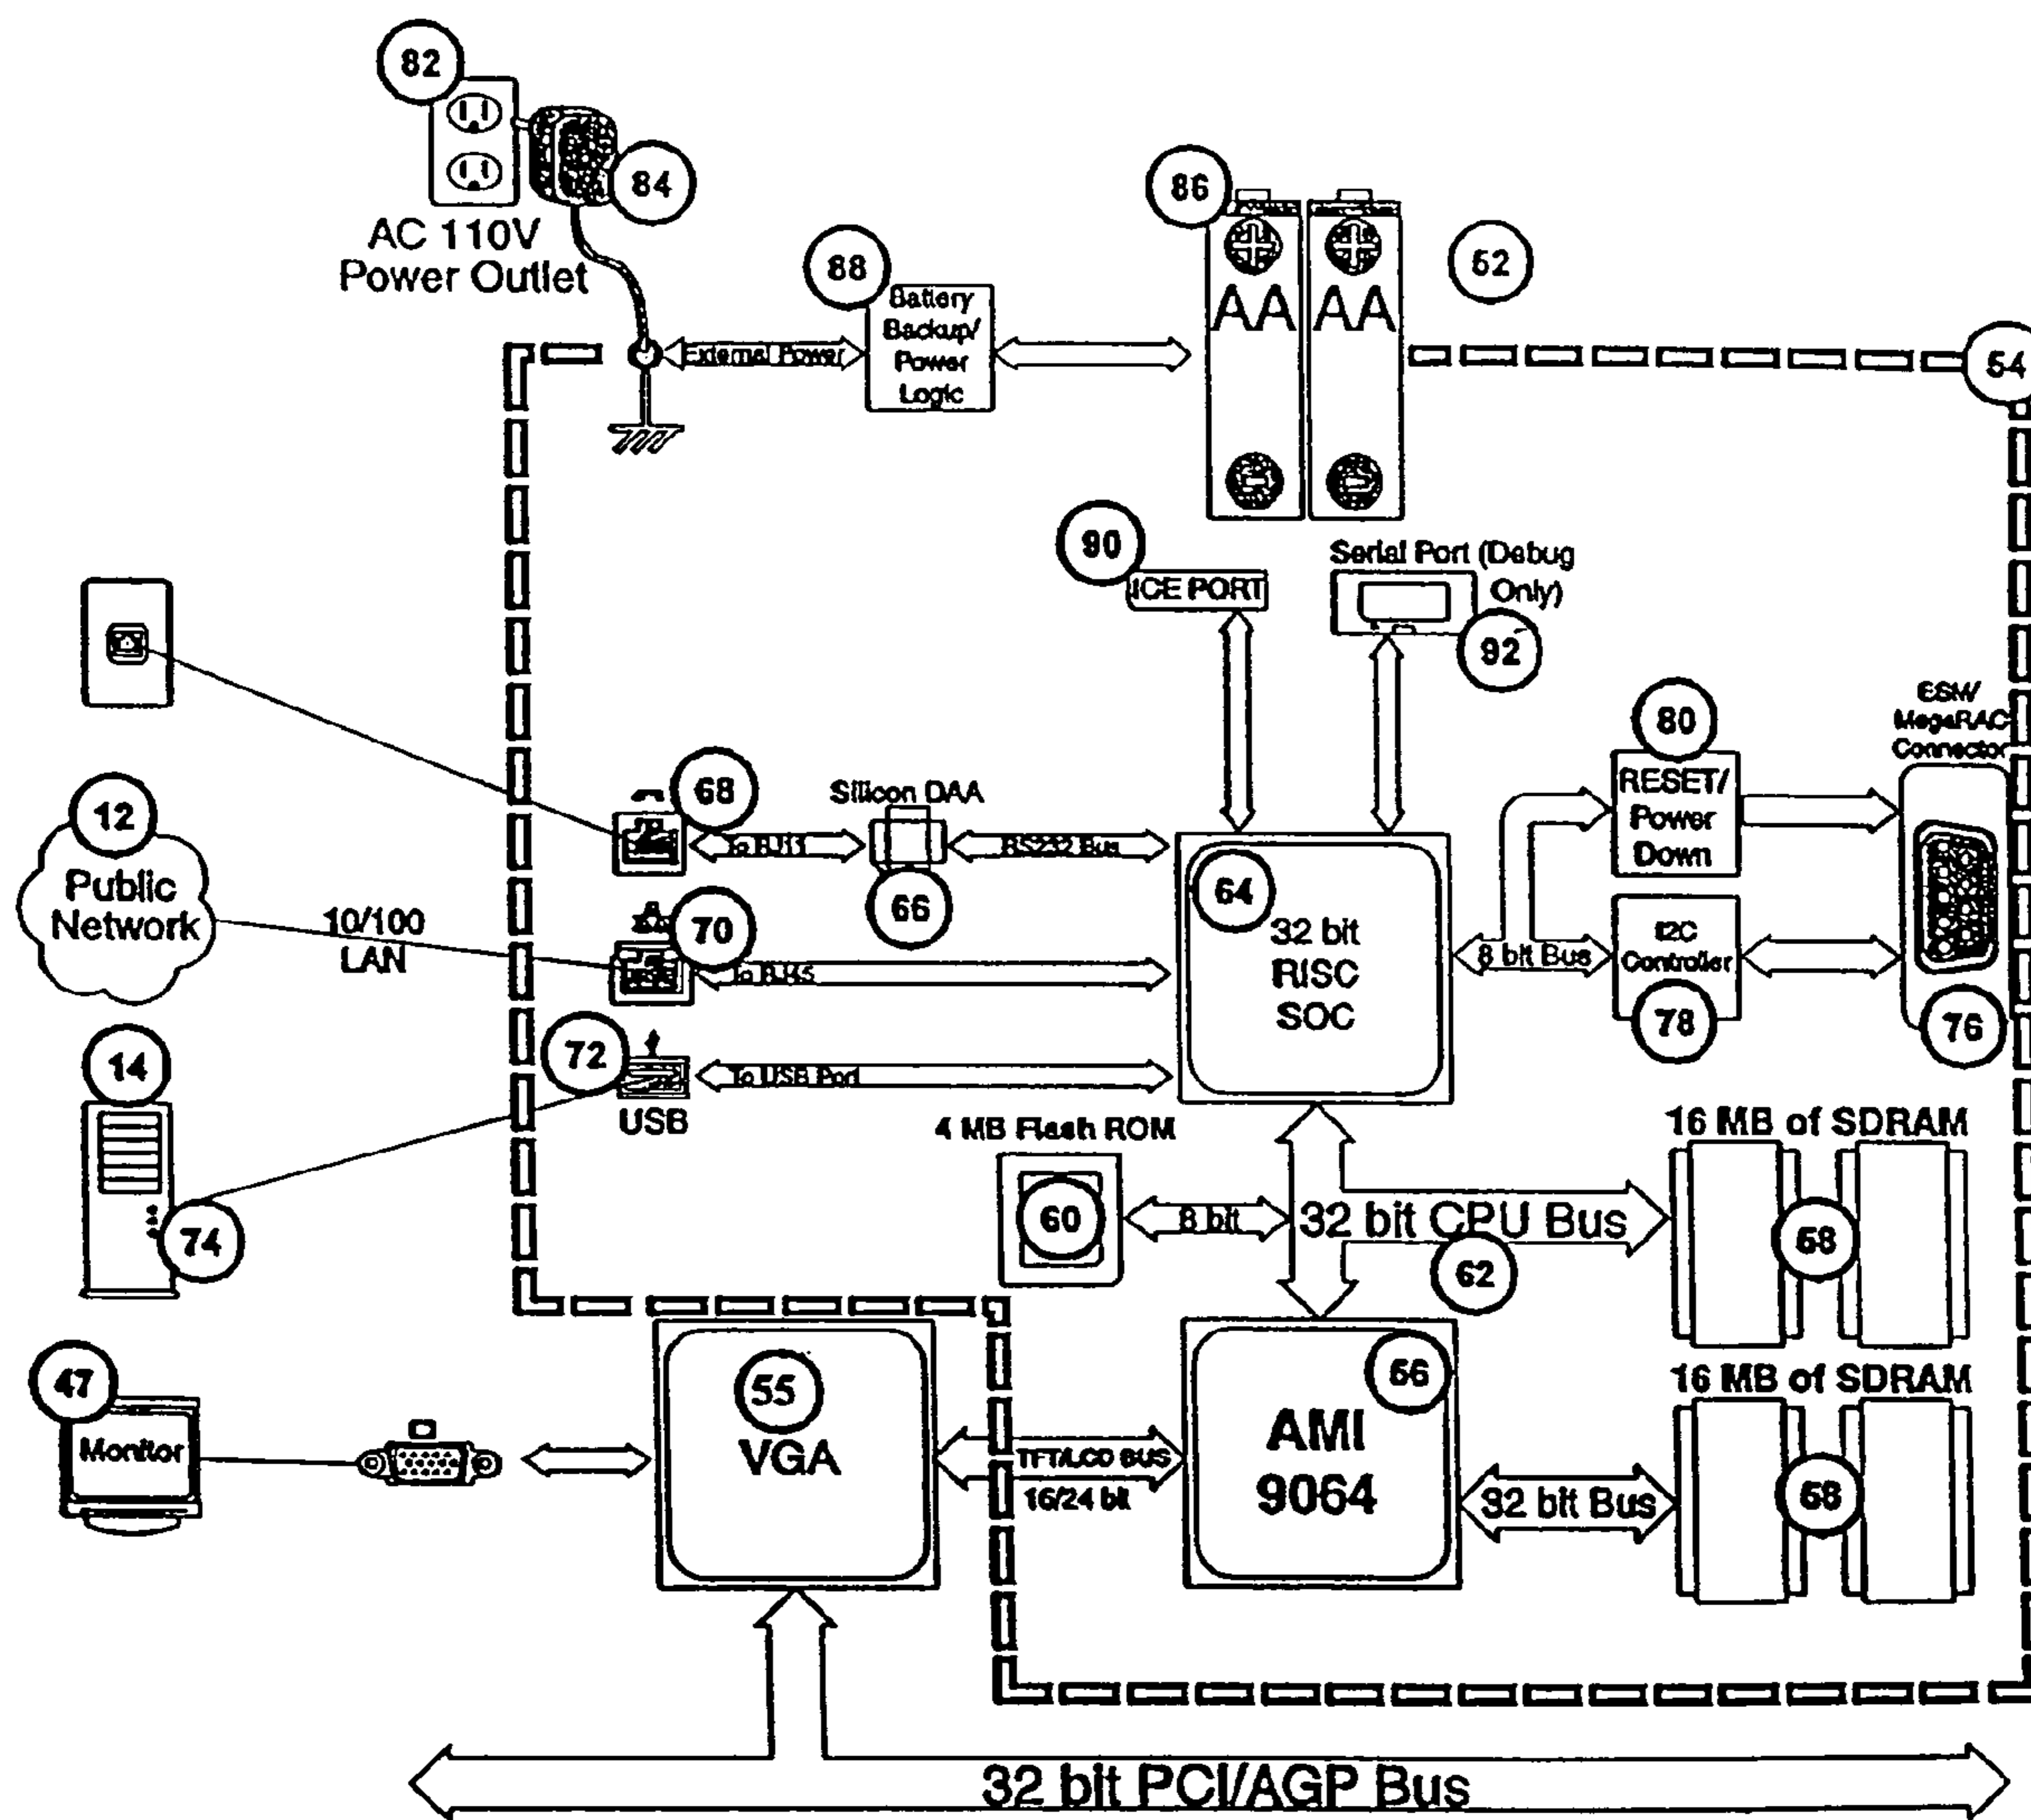 82
84
AC 110V
Power Outlet
86
52
88
Battery
Backup/
Power
Logic
AA AA
External Power
54
90
ICE PORT
Serial Port (Debug
Only)
92
80
ESM/
MegaRAC
Connector
RESET/
Power
Down
68
Silicon DAA
To RJ11
RS232 Bus
66
12
Public
Network
10/100
LAN
70
To RJ45
64
32 bit
RISC
SOC
8 bit Bus
I2C
Controller
78
76
14
72
To USB Port
USB
74
4 MB Flash ROM
60
8 bit
32 bit CPU Bus
62
16 MB of SDRAM
58
47
Monitor
55
VGA
TFT/LCD BUS
16/24 bit
56
AMI
9064
32 bit Bus
16 MB of SDRAM
58
32 bit PCI/AGP Bus